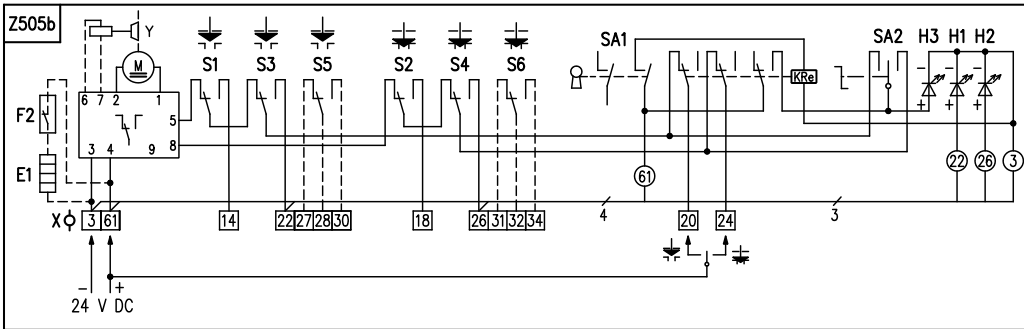 Z505b
Y
M
6 7 2 1
5
8
3 4 9
F2
E1
S1 S3 S5 S2 S4 S6
SA1
KRe
SA2 H3 H1 H2
− − −
+ + +
61
22 26 3
4
3
X 3 61 14 22 27 28 30 18 26 31 32 34 20 24
− +
24 V DC